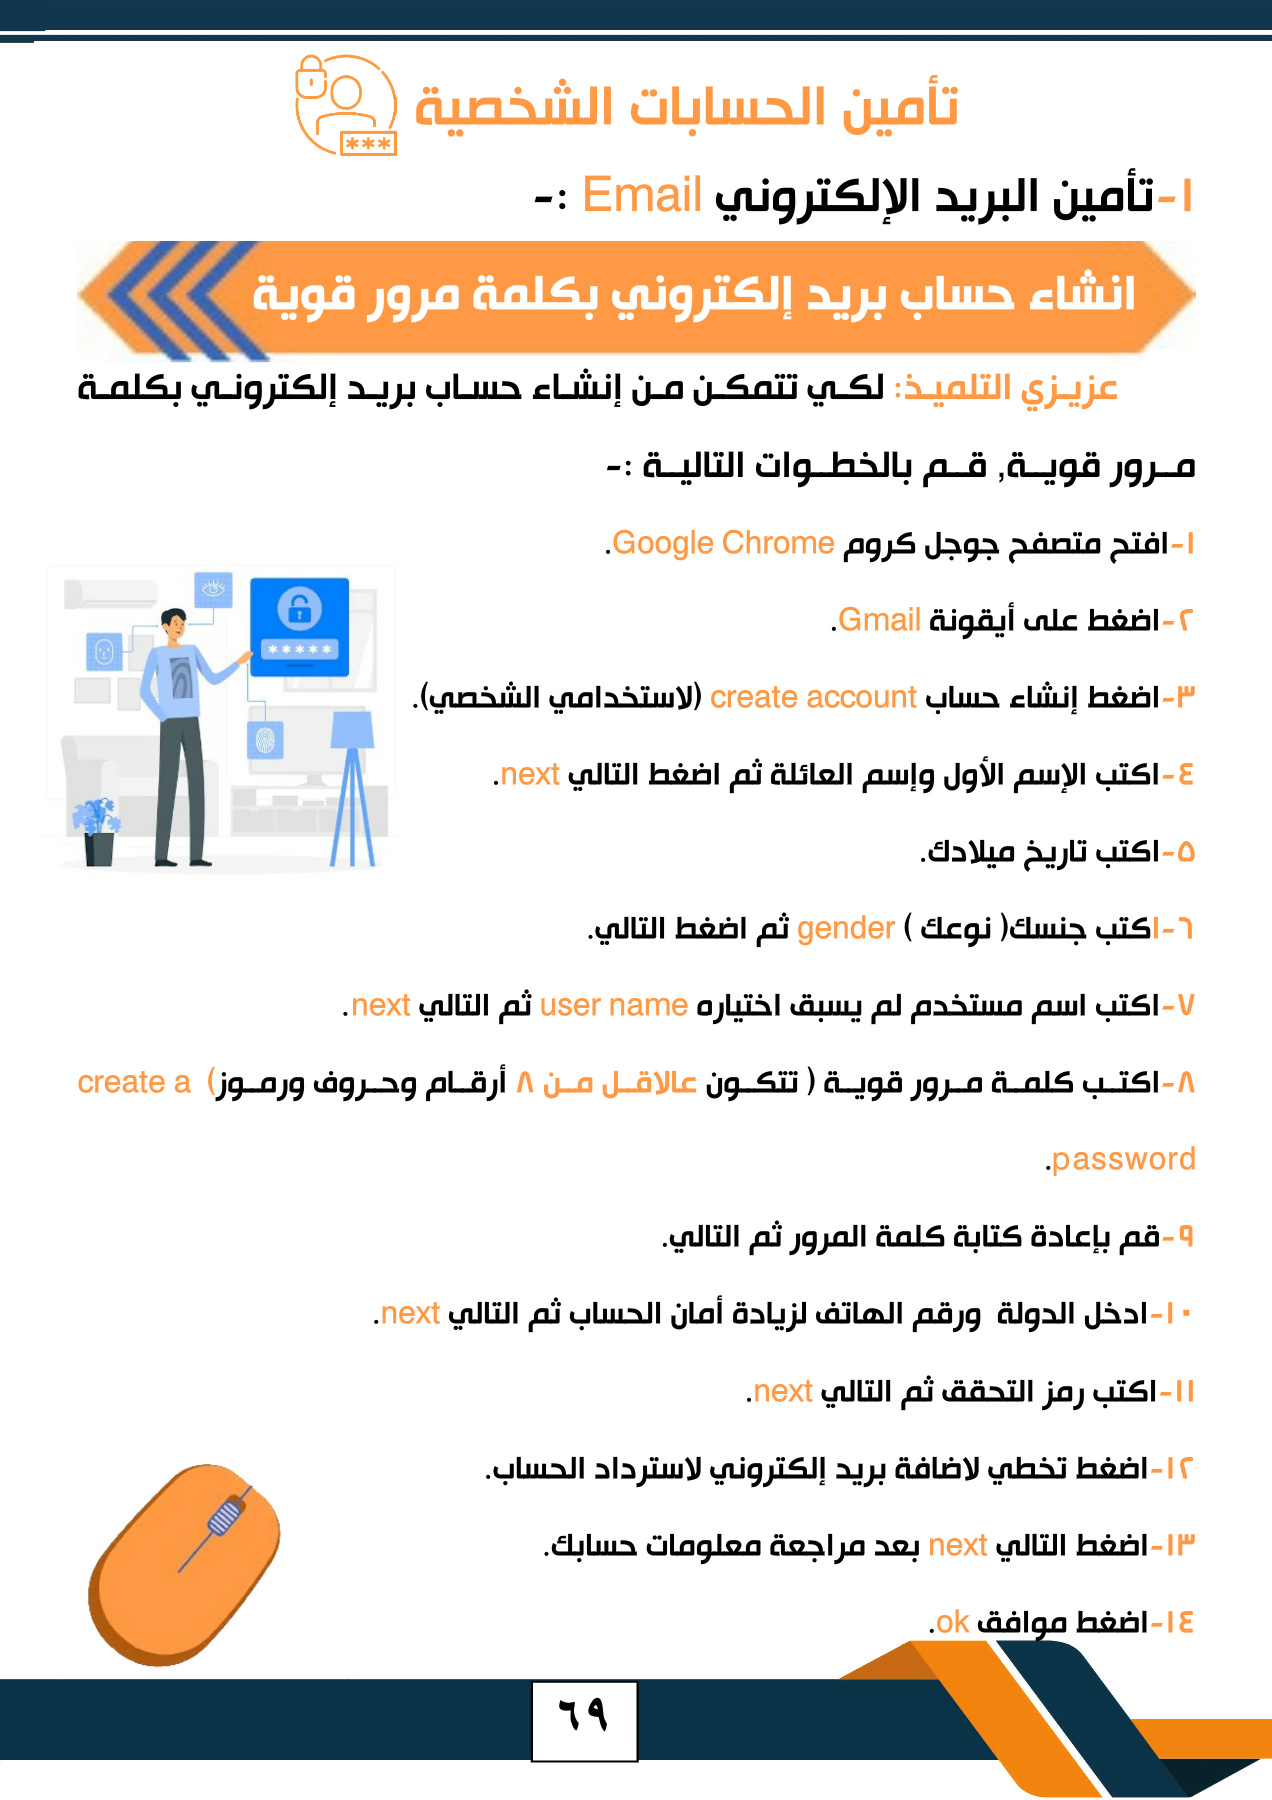 تأمين الحسابات الشخصية
***
١-تأمين البريد الإلكتروني Email :-
انشاء حساب بريد إلكتروني بكلمة مرور قوية
عزيزي التلميذ: لكي تتمكن من إنشاء حساب بريد إلكتروني بكلمة
مرور قوية, قم بالخطوات التالية :-
١-افتح متصفح جوجل كروم Google Chrome.
٢-اضغط على أيقونة Gmail.
*****
٣-اضغط إنشاء حساب create account (لاستخدامي الشخصي).
٤-اكتب الإسم الأول وإسم العائلة ثم اضغط التالي next.
٥-اكتب تاريخ ميلادك.
٦-اكتب جنسك( نوعك ) gender ثم اضغط التالي.
٧-اكتب اسم مستخدم لم يسبق اختياره user name ثم التالي next.
٨-اكتب كلمة مرور قوية ( تتكون عالاقل من ٨ أرقام وحروف ورموز) create a
password.
٩-قم بإعادة كتابة كلمة المرور ثم التالي.
١٠-ادخل الدولة ورقم الهاتف لزيادة أمان الحساب ثم التالي next.
١١-اكتب رمز التحقق ثم التالي next.
١٢-اضغط تخطي لاضافة بريد إلكتروني لاسترداد الحساب.
١٣-اضغط التالي next بعد مراجعة معلومات حسابك.
١٤-اضغط موافق ok.
٦٩